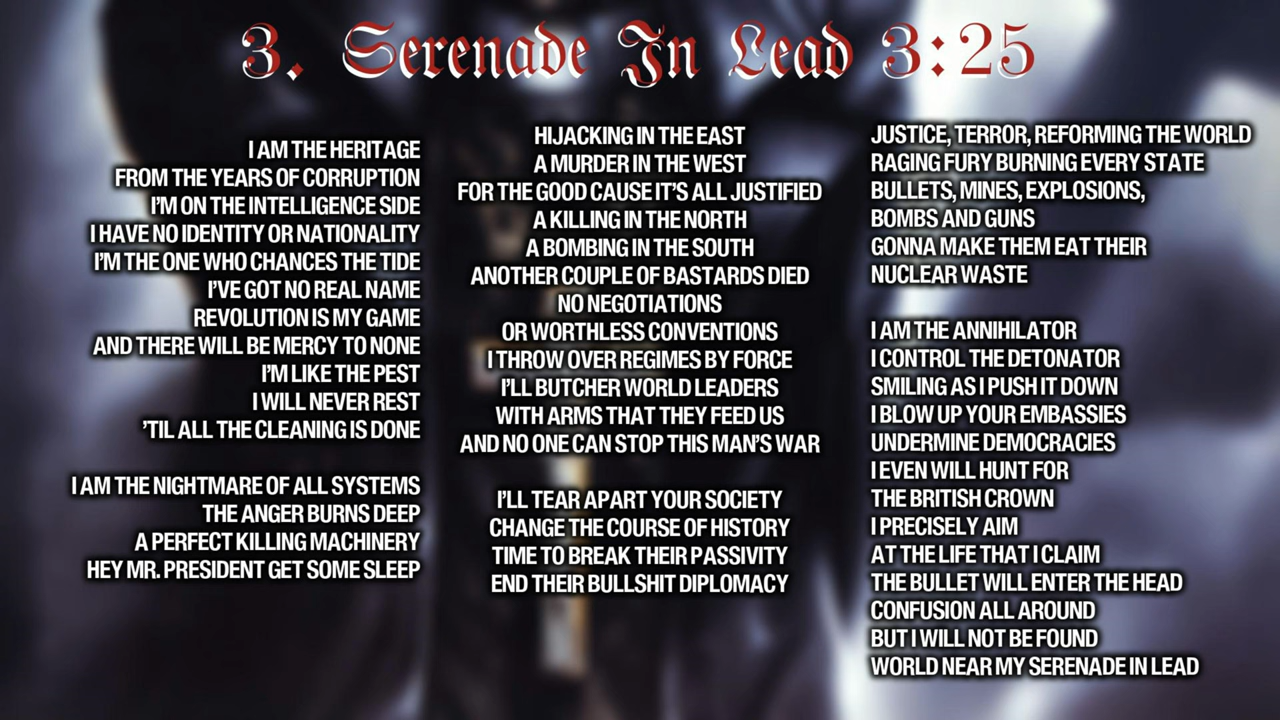 3. Serenade In Lead 3:25
I AM THE HERITAGE
FROM THE YEARS OF CORRUPTION
I'M ON THE INTELLIGENCE SIDE
I HAVE NO IDENTITY OR NATIONALITY
I'M THE ONE WHO CHANCES THE TIDE
I'VE GOT NO REAL NAME
REVOLUTION IS MY GAME
AND THERE WILL BE MERCY TO NONE
I'M LIKE THE PEST
I WILL NEVER REST
'TIL ALL THE CLEANING IS DONE
I AM THE NIGHTMARE OF ALL SYSTEMS
THE ANGER BURNS DEEP
A PERFECT KILLING MACHINERY
HEY MR. PRESIDENT GET SOME SLEEP
HIJACKING IN THE EAST
A MURDER IN THE WEST
FOR THE GOOD CAUSE IT'S ALL JUSTIFIED
A KILLING IN THE NORTH
A BOMBING IN THE SOUTH
ANOTHER COUPLE OF BASTARDS DIED
NO NEGOTIATIONS
OR WORTHLESS CONVENTIONS
I THROW OVER REGIMES BY FORCE
I'LL BUTCHER WORLD LEADERS
WITH ARMS THAT THEY FEED US
AND NO ONE CAN STOP THIS MAN'S WAR
I'LL TEAR APART YOUR SOCIETY
CHANGE THE COURSE OF HISTORY
TIME TO BREAK THEIR PASSIVITY
END THEIR BULLSHIT DIPLOMACY
JUSTICE, TERROR, REFORMING THE WORLD
RAGING FURY BURNING EVERY STATE
BULLETS, MINES, EXPLOSIONS,
BOMBS AND GUNS
GONNA MAKE THEM EAT THEIR
NUCLEAR WASTE
I AM THE ANNIHILATOR
I CONTROL THE DETONATOR
SMILING AS I PUSH IT DOWN
I BLOW UP YOUR EMBASSIES
UNDERMINE DEMOCRACIES
I EVEN WILL HUNT FOR
THE BRITISH CROWN
I PRECISELY AIM
AT THE LIFE THAT I CLAIM
THE BULLET WILL ENTER THE HEAD
CONFUSION ALL AROUND
BUT I WILL NOT BE FOUND
WORLD NEAR MY SERENADE IN LEAD